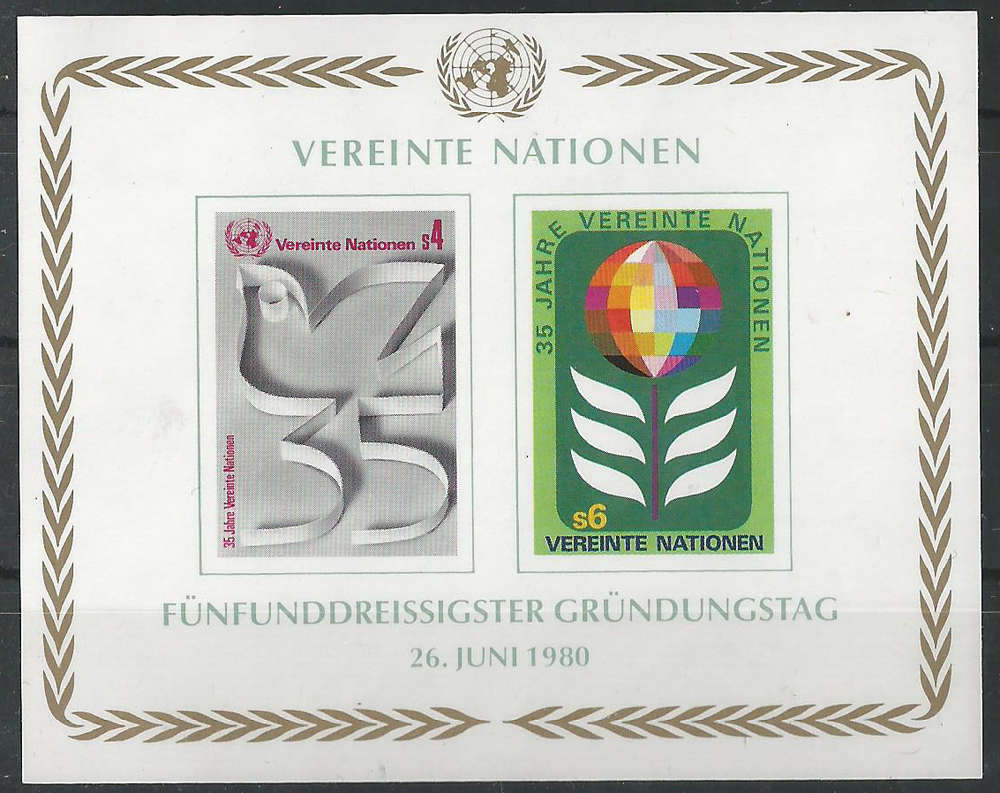 VEREINTE NATIONEN
Vereinte Nationen s4
35 Jahre Vereinte Nationen
35
35 JAHRE VEREINTE NATIONEN
s6
VEREINTE NATIONEN
FÜNFUNDDREISSIGSTER GRÜNDUNGSTAG
26. JUNI 1980